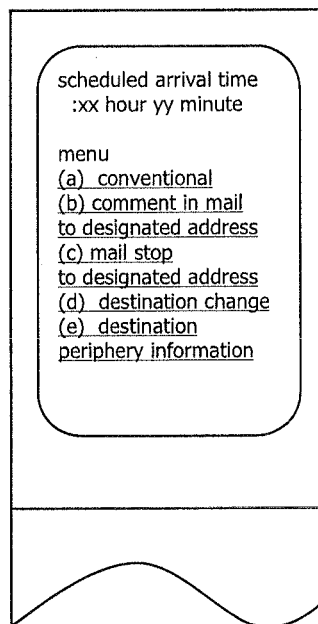 scheduled arrival time
:xx hour yy minute
menu
(a) conventional
(b) comment in mail
to designated address
(c) mail stop
to designated address
(d) destination change
(e) destination
periphery information